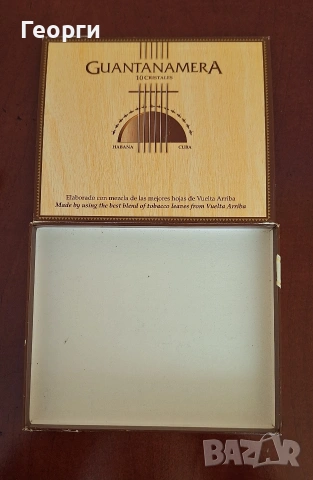 Георги
GUANTANAMERA
10 CRISTALES
HABANA CUBA
Elaborado con mezcla de las mejores hojas de Vuelta Arriba
Made by using the best blend of tobacco leaves from Vuelta Arriba
BAZAR